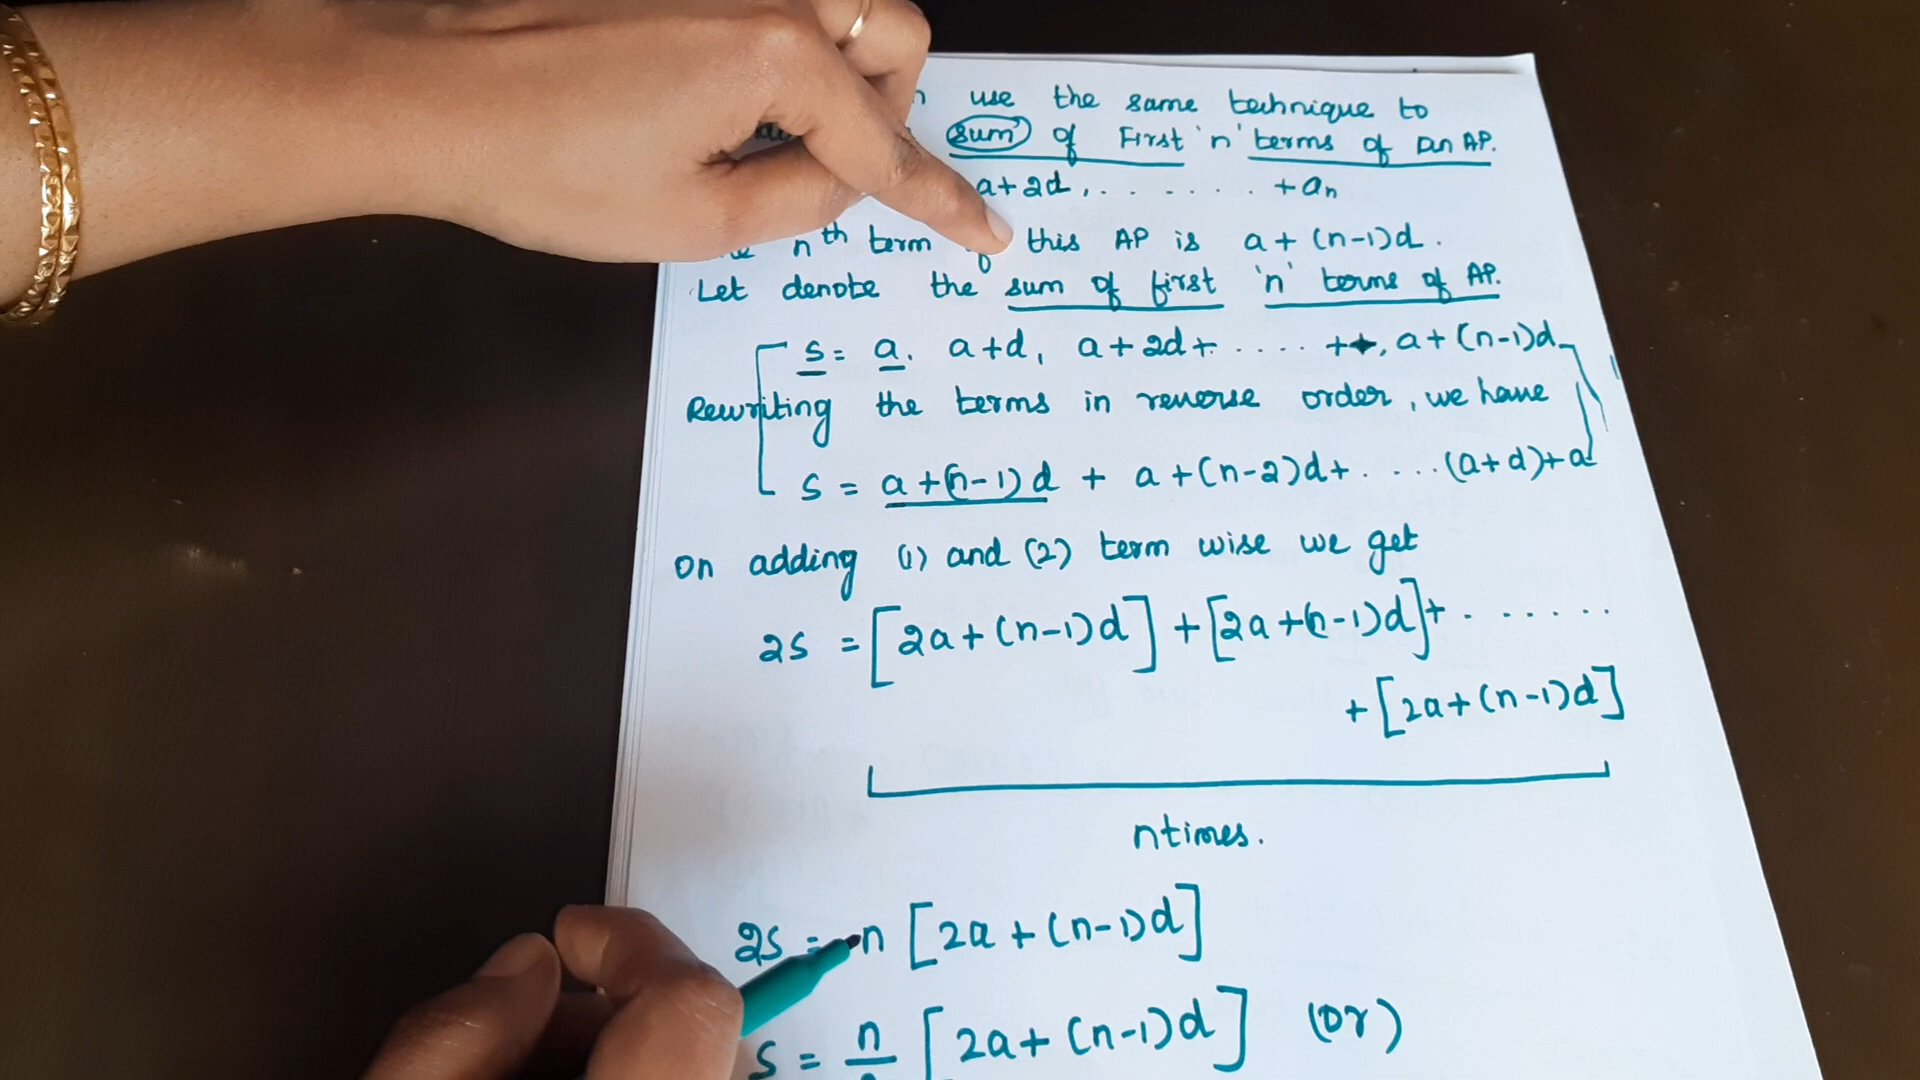 use the same technique to
sum of First 'n' terms of an AP.
a+2d, . . . . . . . +an
nth term of this AP is a + (n-1)d.
Let denote the sum of first 'n' terms of AP.
s = a. a+d, a+2d+ . . . . ++, a+(n-1)d
Rewriting the terms in reverse order, we have
s = a+(n-1)d + a+(n-2)d+ . . . . (a+d)+a
on adding (1) and (2) term wise we get
2s = [2a+(n-1)d] + [2a+(n-1)d]+ . . . . . .
+ [2a+(n-1)d]
n times.
2s = n [2a + (n-1)d]
s = n [2a+ (n-1)d] (or)